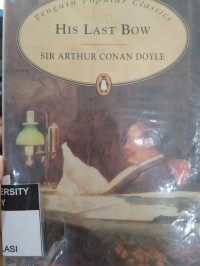 Penguin Popular Classics
HIS LAST BOW
SIR ARTHUR CONAN DOYLE
ERSITY
Y
LASI